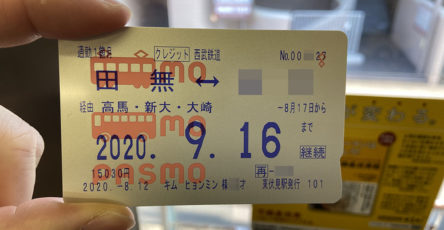 通勤1箇月 クレジット 西武鉄道 No.00 27
田 無 ↔
経由 高馬・新大・大崎 -8月17日から
2020. 9. 16 まで
継続
15030円 再-
2020 -8.-12 キム ヒョンミン 様 才 東伏見駅発行 101